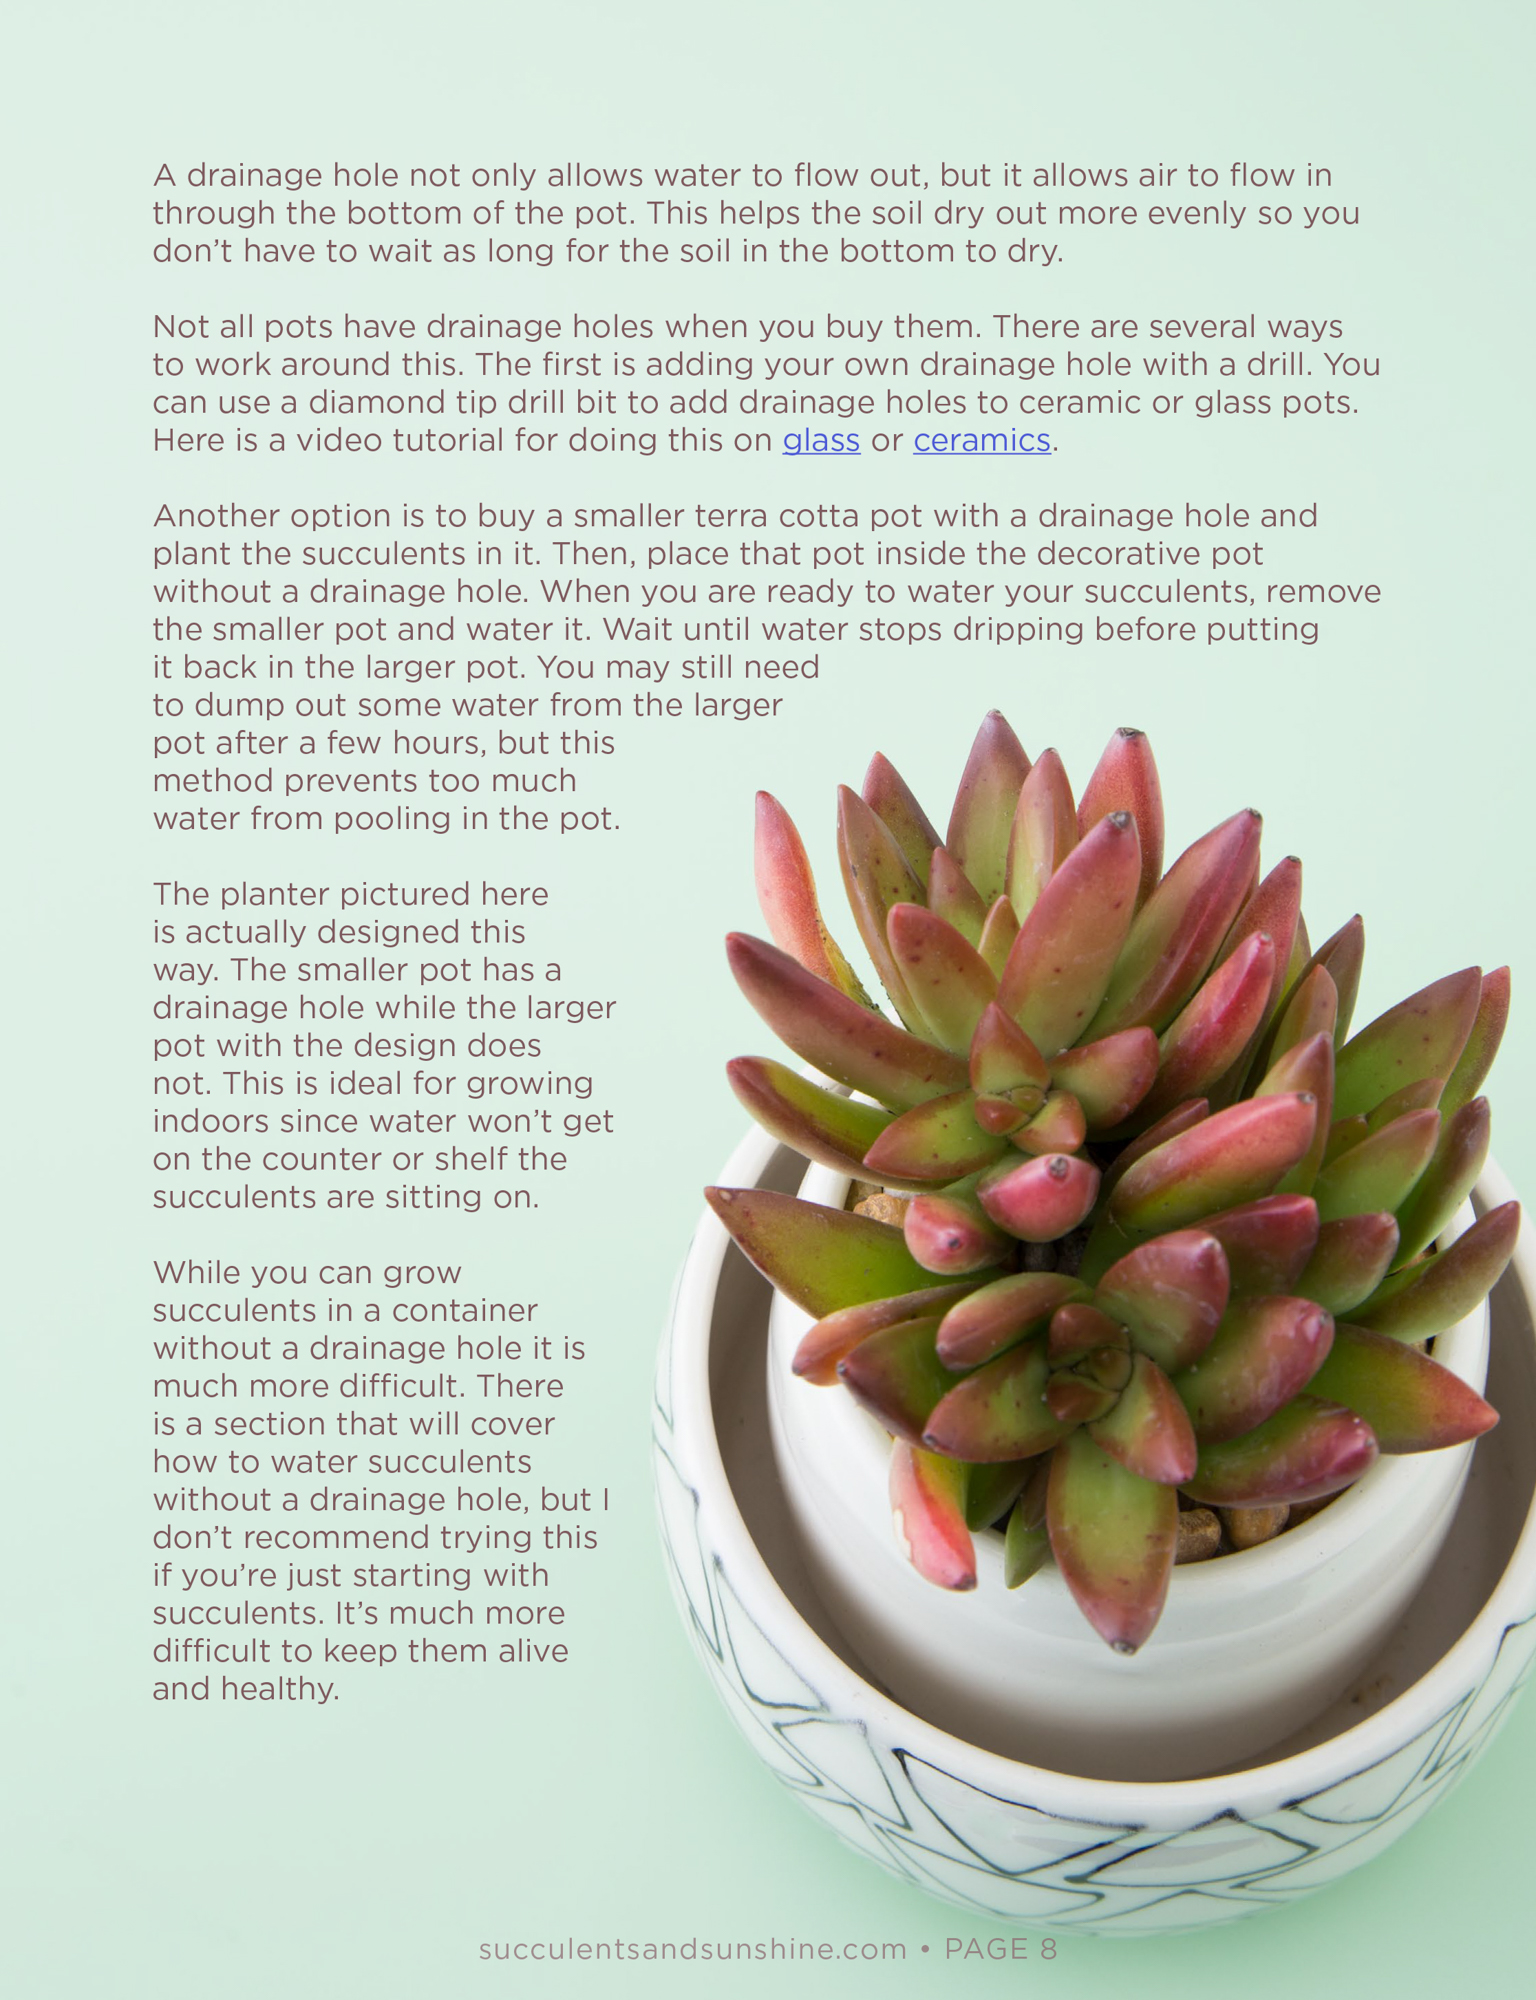 A drainage hole not only allows water to flow out, but it allows air to flow in
through the bottom of the pot. This helps the soil dry out more evenly so you
don’t have to wait as long for the soil in the bottom to dry.
Not all pots have drainage holes when you buy them. There are several ways
to work around this. The first is adding your own drainage hole with a drill. You
can use a diamond tip drill bit to add drainage holes to ceramic or glass pots.
Here is a video tutorial for doing this on glass or ceramics.
Another option is to buy a smaller terra cotta pot with a drainage hole and
plant the succulents in it. Then, place that pot inside the decorative pot
without a drainage hole. When you are ready to water your succulents, remove
the smaller pot and water it. Wait until water stops dripping before putting
it back in the larger pot. You may still need
to dump out some water from the larger
pot after a few hours, but this
method prevents too much
water from pooling in the pot.
The planter pictured here
is actually designed this
way. The smaller pot has a
drainage hole while the larger
pot with the design does
not. This is ideal for growing
indoors since water won’t get
on the counter or shelf the
succulents are sitting on.
While you can grow
succulents in a container
without a drainage hole it is
much more difficult. There
is a section that will cover
how to water succulents
without a drainage hole, but I
don’t recommend trying this
if you’re just starting with
succulents. It’s much more
difficult to keep them alive
and healthy.
succulentsandsunshine.com • PAGE 8